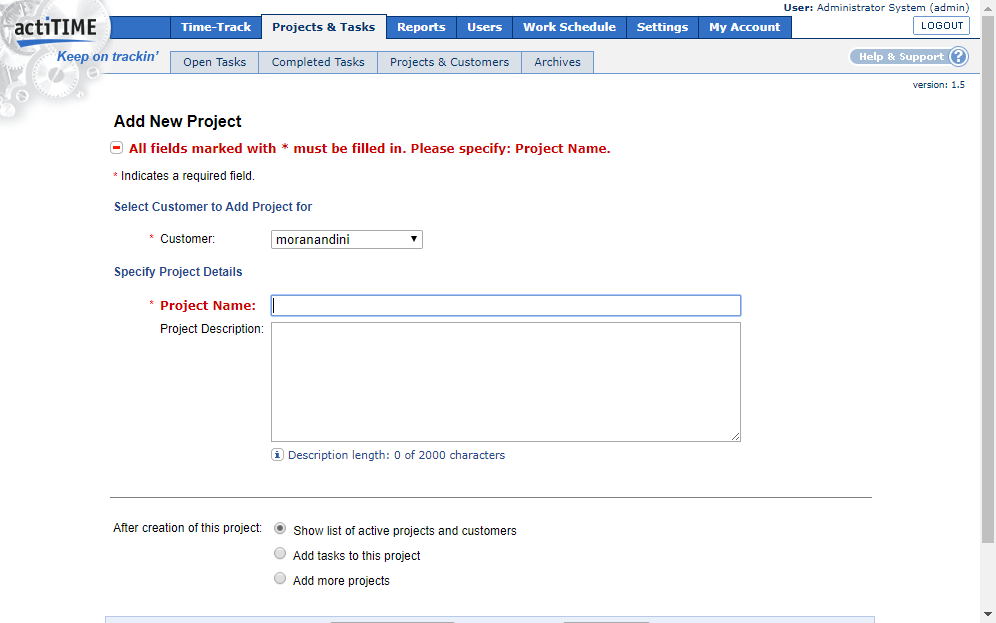 User: Administrator System (admin)
actiTIME
Time-Track Projects & Tasks Reports Users Work Schedule Settings My Account LOGOUT
Keep on trackin'
Open Tasks Completed Tasks Projects & Customers Archives Help & Support ?
version: 1.5
Add New Project
All fields marked with * must be filled in. Please specify: Project Name.
* Indicates a required field.
Select Customer to Add Project for
* Customer: moranandini
Specify Project Details
* Project Name:
Project Description:
i Description length: 0 of 2000 characters
After creation of this project: Show list of active projects and customers
Add tasks to this project
Add more projects